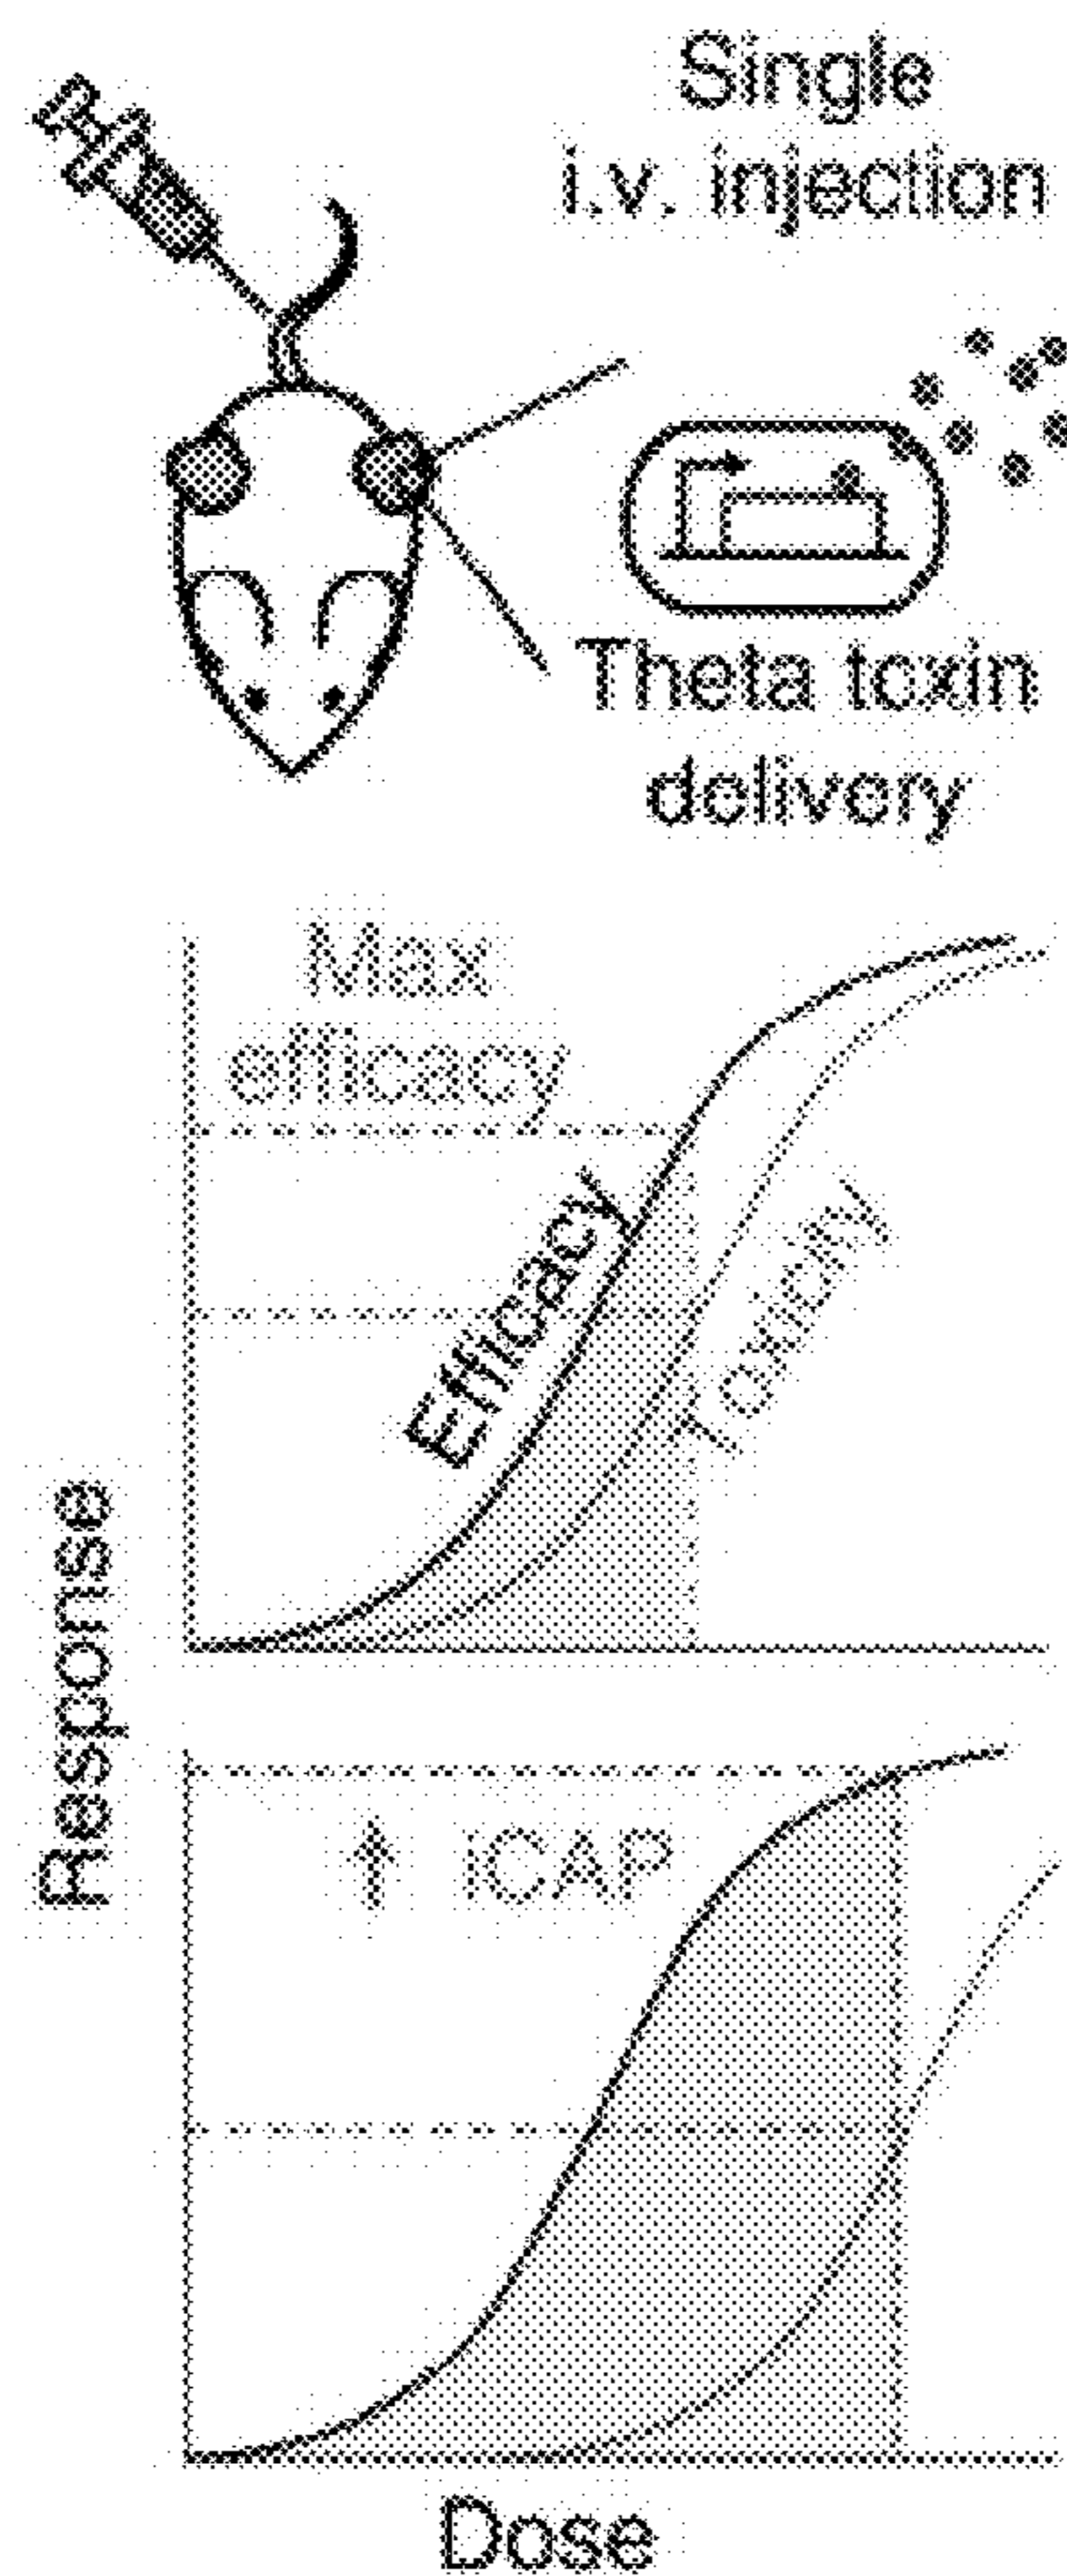 Single
i.v. injection
Theta toxin
delivery
Max
efficacy
Efficacy
Toxicity
Response
↑ iCAP
Dose